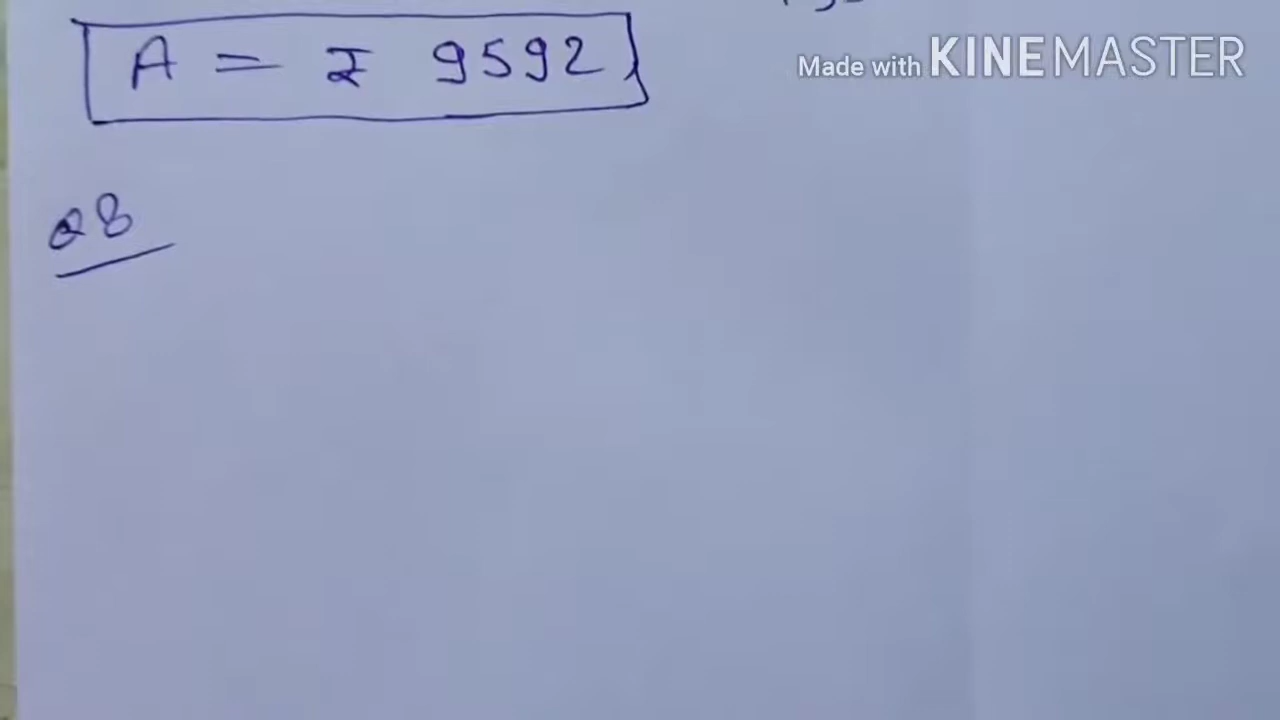 A = ₹ 9592
Made with KINEMASTER
Q8